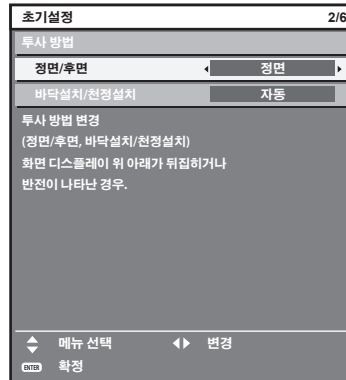 초기설정 2/6
투사 방법
정면/후면 정면
바닥설치/천정설치 자동
투사 방법 변경
(정면/후면, 바닥설치/천정설치)
화면 디스플레이 위 아래가 뒤집히거나
반전이 나타난 경우.
메뉴 선택 변경
ENTER 확정